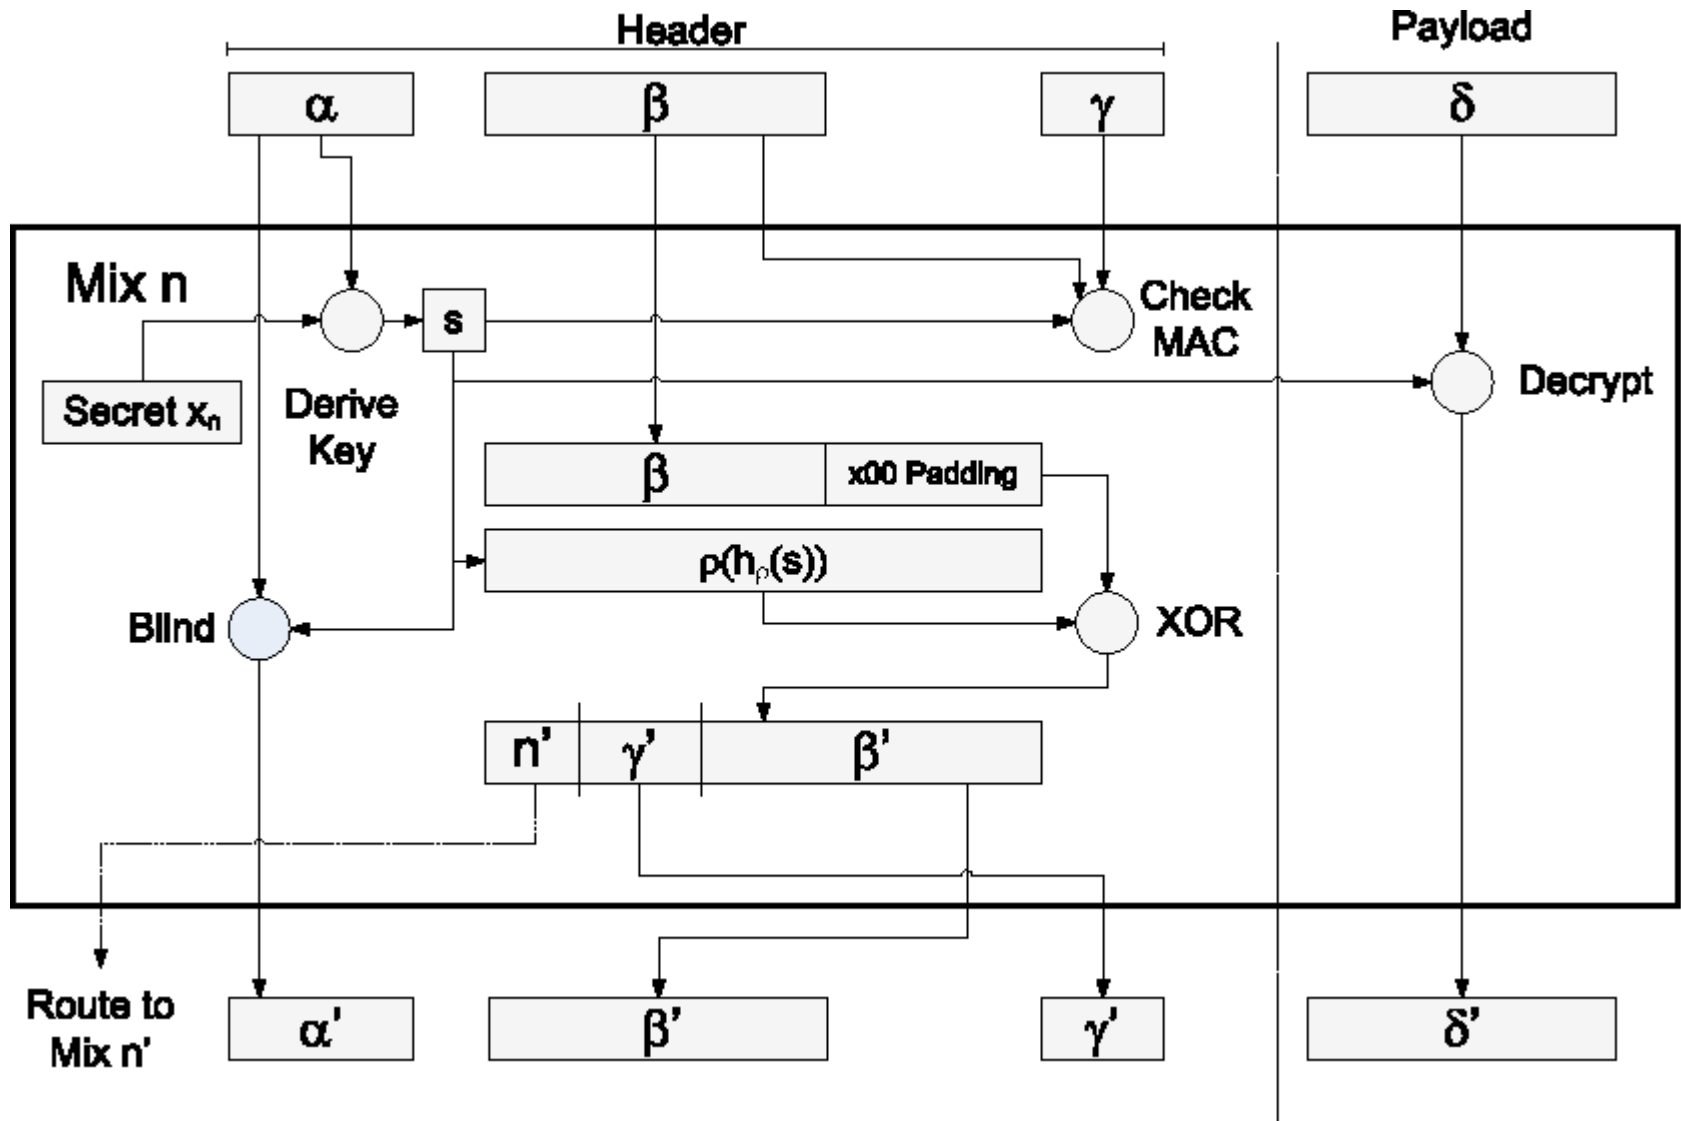 Header
Payload
α
β
γ
δ
Mix n
s
Check
MAC
Secret xₙ
Derive
Key
Decrypt
β
x00 Padding
ρ(hᵨ(s))
Blind
XOR
n’
γ’
β’
Route to
Mix n’
α’
β’
γ’
δ’